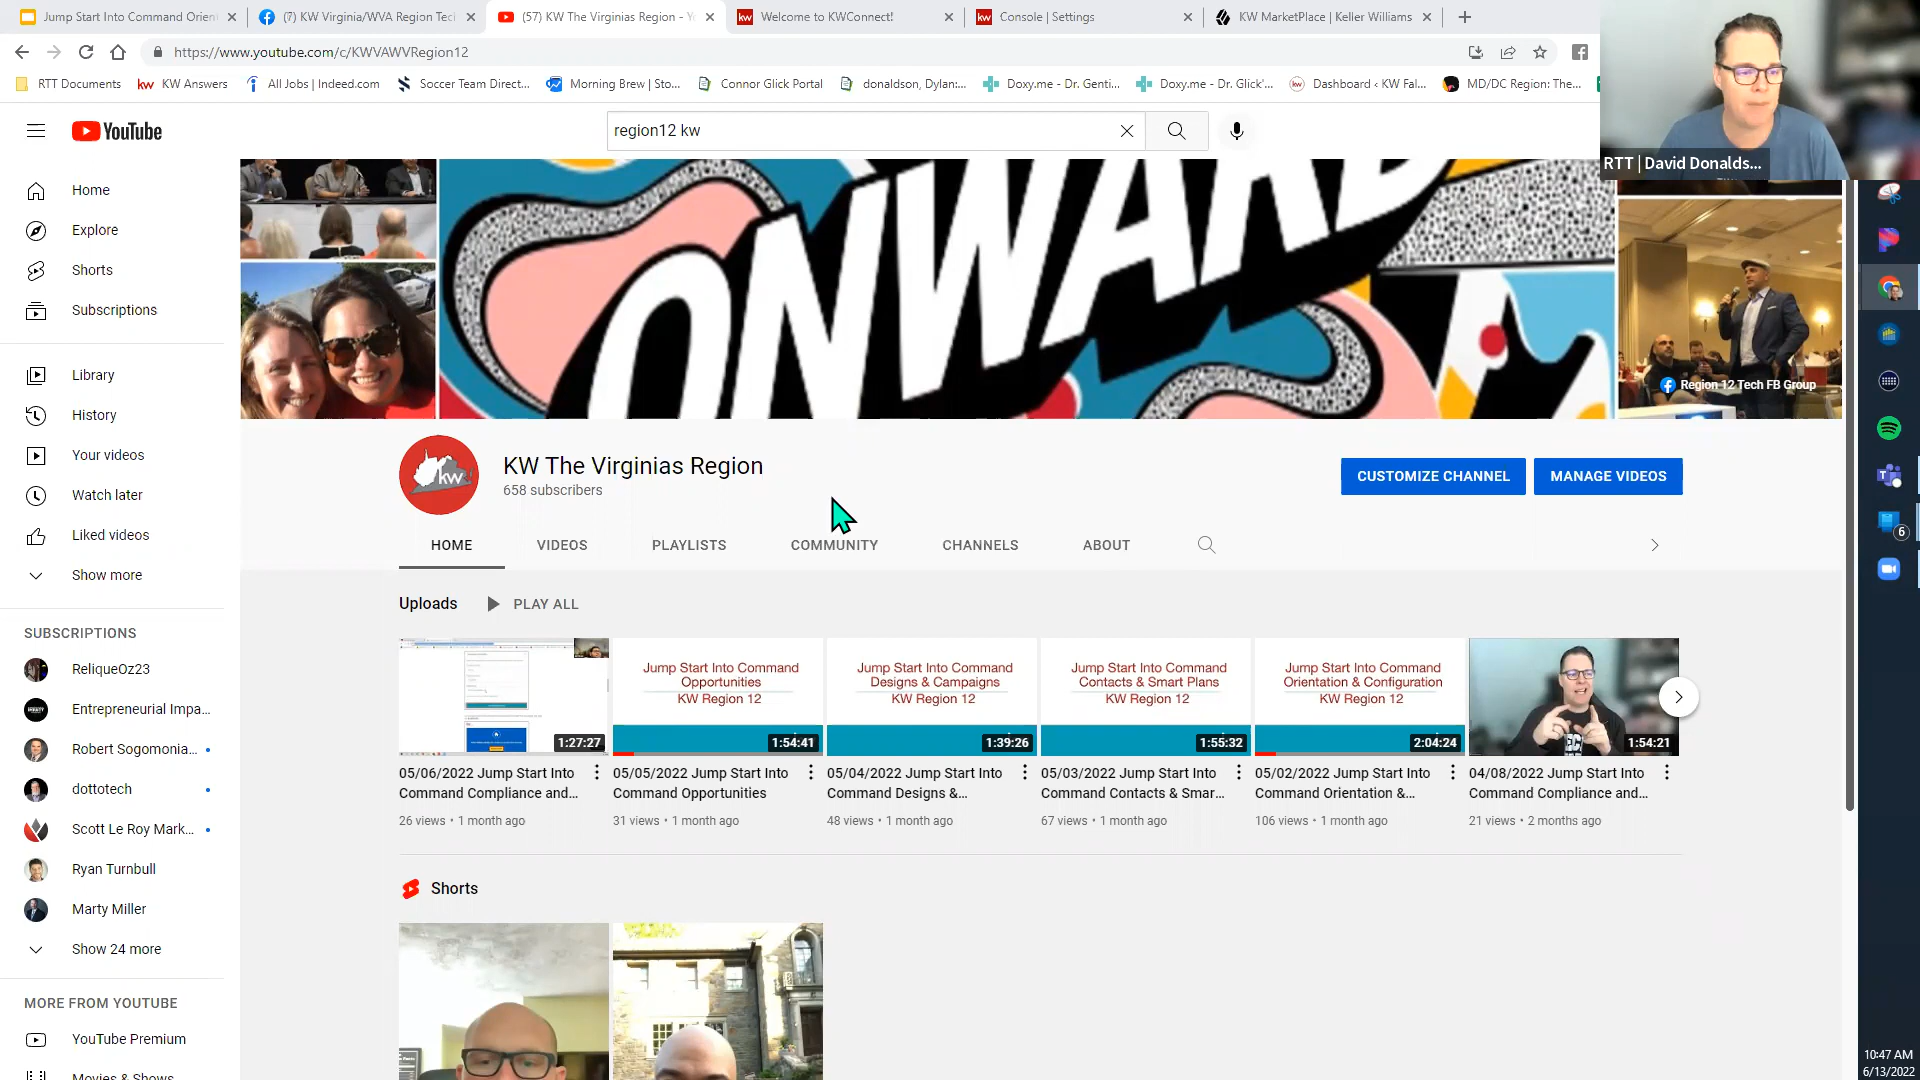 Jump Start Into Command Orien
(7) KW Virginia/WVA Region Tec
(57) KW The Virginias Region - Y
Welcome to KWConnect!
Console | Settings
KW MarketPlace | Keller Williams
https://www.youtube.com/c/KWVAWVRegion12
RTT Documents
KW Answers
All Jobs | Indeed.com
Soccer Team Direct...
Morning Brew | Sto...
Connor Glick Portal
donaldson, Dylan:...
Doxy.me - Dr. Genti...
Doxy.me - Dr. Glick'...
Dashboard ‹ KW Fal...
MD/DC Region: The...
YouTube
region12 kw
RTT | David Donalds...
Home
Explore
Shorts
Subscriptions
Library
History
Your videos
Watch later
Liked videos
Show more
SUBSCRIPTIONS
ReliqueOz23
Entrepreneurial Impa...
Robert Sogomonia...
dottotech
Scott Le Roy Mark...
Ryan Turnbull
Marty Miller
Show 24 more
MORE FROM YOUTUBE
YouTube Premium
Movies & Shows
ONWARD
Region 12 Tech FB Group
kw
KW The Virginias Region
658 subscribers
CUSTOMIZE CHANNEL
MANAGE VIDEOS
HOME
VIDEOS
PLAYLISTS
COMMUNITY
CHANNELS
ABOUT
Uploads
PLAY ALL
1:27:27
05/06/2022 Jump Start Into
Command Compliance and...
26 views • 1 month ago
Jump Start Into Command
Opportunities
KW Region 12
1:54:41
05/05/2022 Jump Start Into
Command Opportunities
31 views • 1 month ago
Jump Start Into Command
Designs & Campaigns
KW Region 12
1:39:26
05/04/2022 Jump Start Into
Command Designs &...
48 views • 1 month ago
Jump Start Into Command
Contacts & Smart Plans
KW Region 12
1:55:32
05/03/2022 Jump Start Into
Command Contacts & Smar...
67 views • 1 month ago
Jump Start Into Command
Orientation & Configuration
KW Region 12
2:04:24
05/02/2022 Jump Start Into
Command Orientation &...
106 views • 1 month ago
1:54:21
04/08/2022 Jump Start Into
Command Compliance and...
21 views • 2 months ago
Shorts
6
10:47 AM
6/13/2022